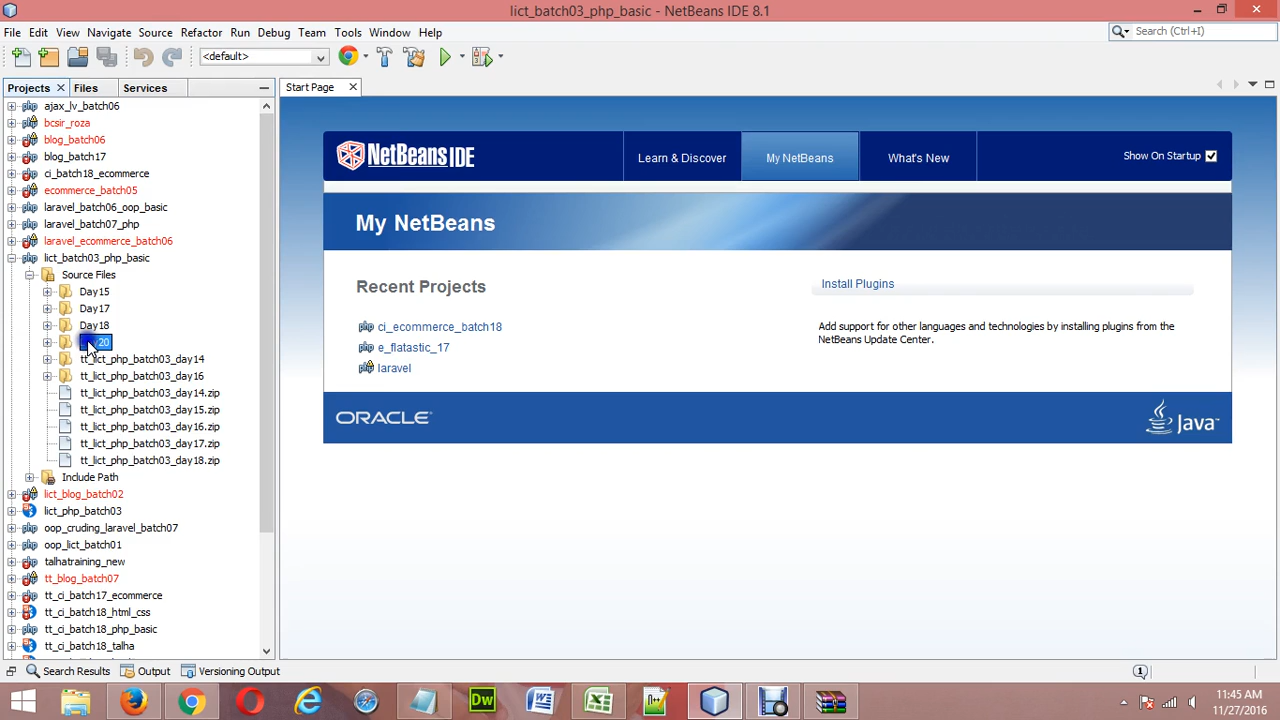 lict_batch03_php_basic - NetBeans IDE 8.1
File Edit View Navigate Source Refactor Run Debug Team Tools Window Help
Search (Ctrl+I)
<default>
Projects Files Services
Start Page
ajax_lv_batch06
bcsir_roza
blog_batch06
blog_batch17
ci_batch18_ecommerce
ecommerce_batch05
laravel_batch06_oop_basic
laravel_batch07_php
laravel_ecommerce_batch06
lict_batch03_php_basic
Source Files
Day15
Day17
Day18
20
tt_lict_php_batch03_day14
tt_lict_php_batch03_day16
tt_lict_php_batch03_day14.zip
tt_lict_php_batch03_day15.zip
tt_lict_php_batch03_day16.zip
tt_lict_php_batch03_day17.zip
tt_lict_php_batch03_day18.zip
Include Path
lict_blog_batch02
lict_php_batch03
oop_cruding_laravel_batch07
oop_lict_batch01
talhatraining_new
tt_blog_batch07
tt_ci_batch17_ecommerce
tt_ci_batch18_html_css
tt_ci_batch18_php_basic
tt_ci_batch18_talha
NetBeans IDE
Learn & Discover My NetBeans What's New
Show On Startup
My NetBeans
Recent Projects
ci_ecommerce_batch18
e_flatastic_17
laravel
Install Plugins
Add support for other languages and technologies by installing plugins from the
NetBeans Update Center.
ORACLE
Java
Search Results Output Versioning Output
1
11:45 AM
11/27/2016